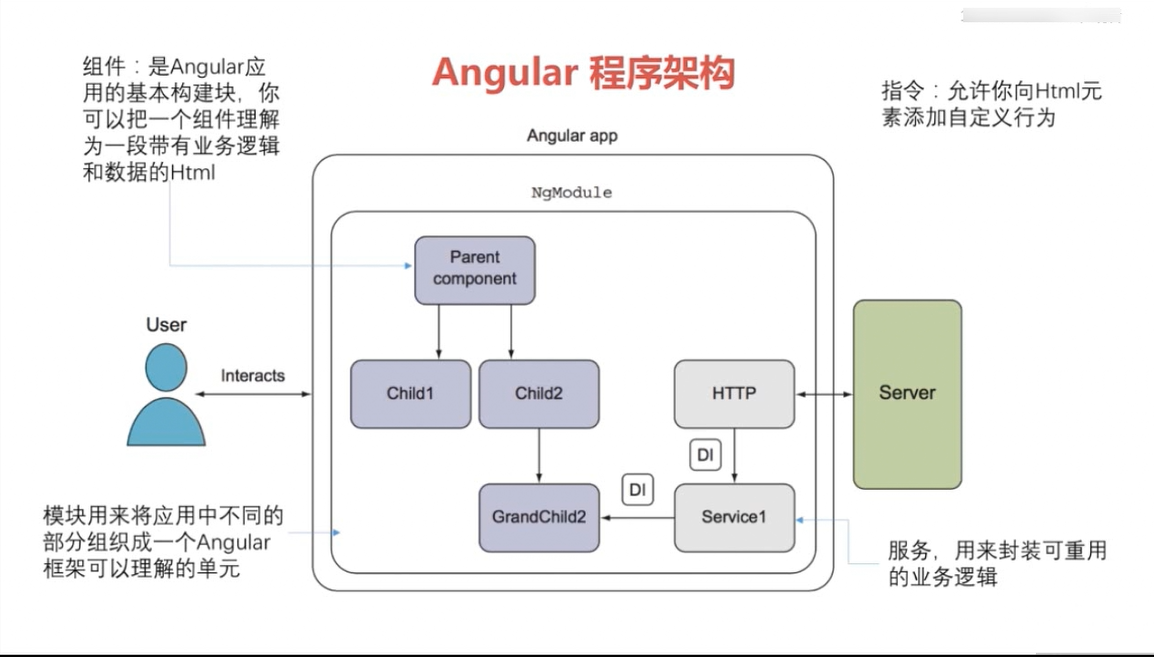 Angular 程序架构
组件：是Angular应
用的基本构建块，你
可以把一个组件理解
为一段带有业务逻辑
和数据的Html
指令：允许你向Html元
素添加自定义行为
Angular app
NgModule
Parent
component
User
Interacts
Child1
Child2
HTTP
Server
DI
DI
GrandChild2
Service1
模块用来将应用中不同的
部分组织成一个Angular
框架可以理解的单元
服务，用来封装可重用
的业务逻辑